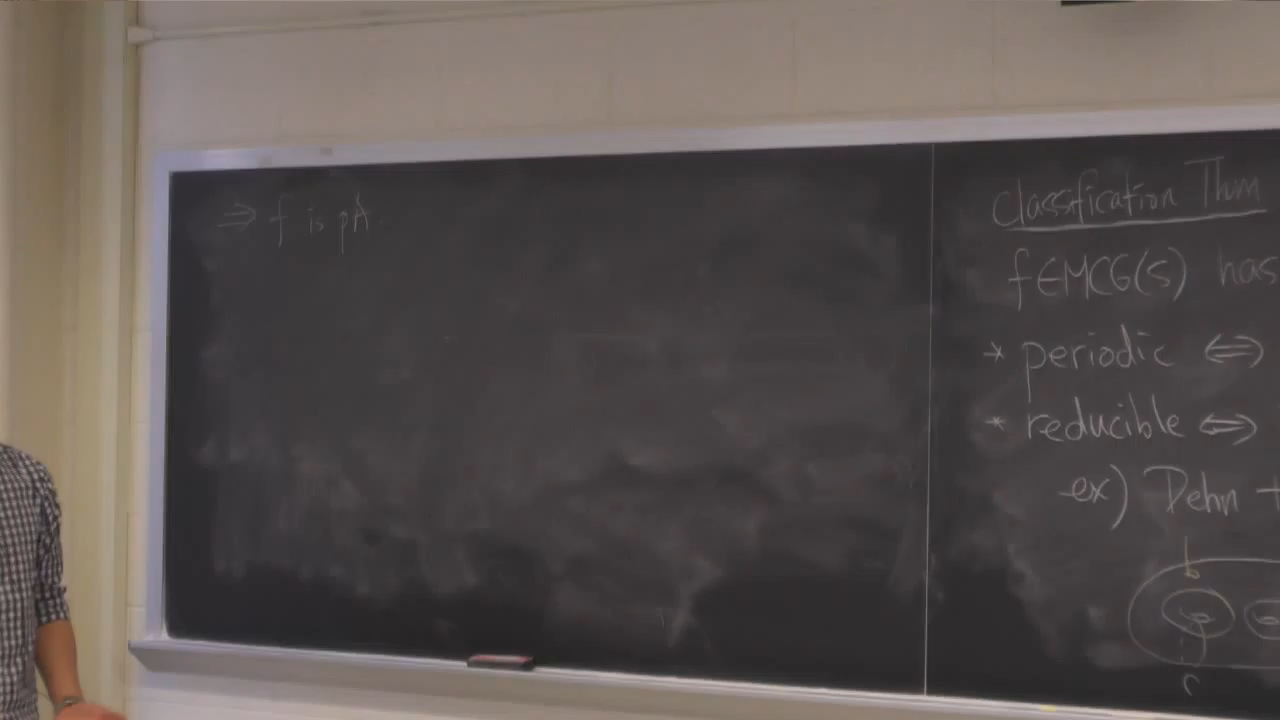 ⇒ f is pA.
Classification Thm
f∈MCG(S) has
* periodic ⇔
* reducible ⇔
ex) Dehn
b
c